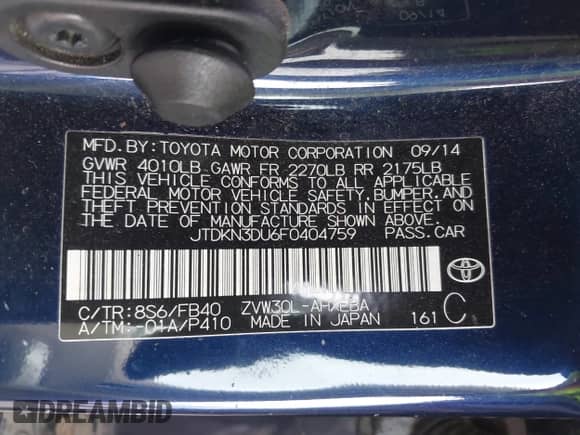 09/14
MFD.BY:TOYOTA MOTOR CORPORATION 09/14
GVWR 4010LB GAWR FR 2270LB RR 2175LB
THIS VEHICLE CONFORMS TO ALL APPLICABLE
FEDERAL MOTOR VEHICLE SAFETY,BUMPER,AND
THEFT PREVENTION STANDARDS IN EFFECT ON
THE DATE OF MANUFACTURE SHOWN ABOVE.
JTDKN3DU6F0404759 PASS.CAR
C/TR:8S6/FB40 ZVW30L-AHXEBA
A/TM:-01A/P410 MADE IN JAPAN 161 C
DREAMBID